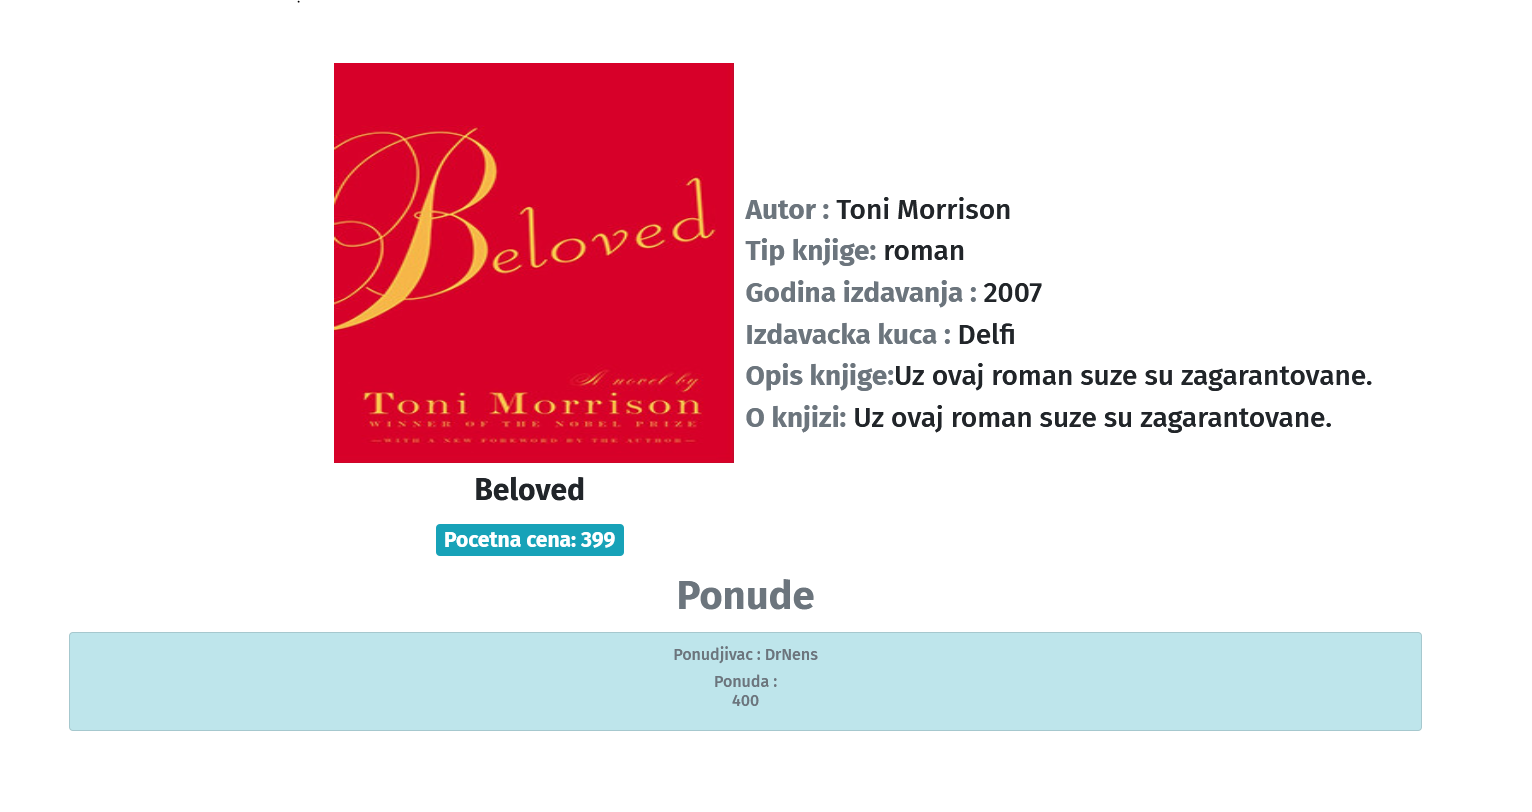 Beloved
A novel by
Toni Morrison
WINNER OF THE NOBEL PRIZE
—WITH A NEW FOREWORD BY THE AUTHOR—
Autor : Toni Morrison
Tip knjige: roman
Godina izdavanja : 2007
Izdavacka kuca : Delfi
Opis knjige:Uz ovaj roman suze su zagarantovane.
O knjizi: Uz ovaj roman suze su zagarantovane.
Beloved
Pocetna cena: 399
Ponude
Ponudjivac : DrNens
Ponuda :
400